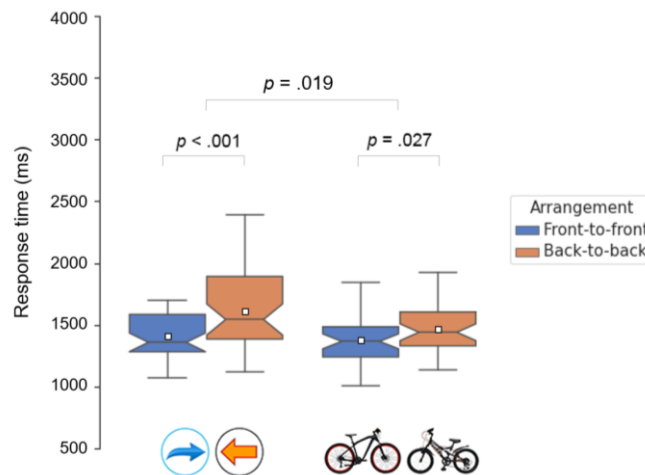 4000
3500
3000
2500
2000
1500
1000
500
Response time (ms)
p = .019
p < .001
p = .027
Arrangement
Front-to-front
Back-to-back